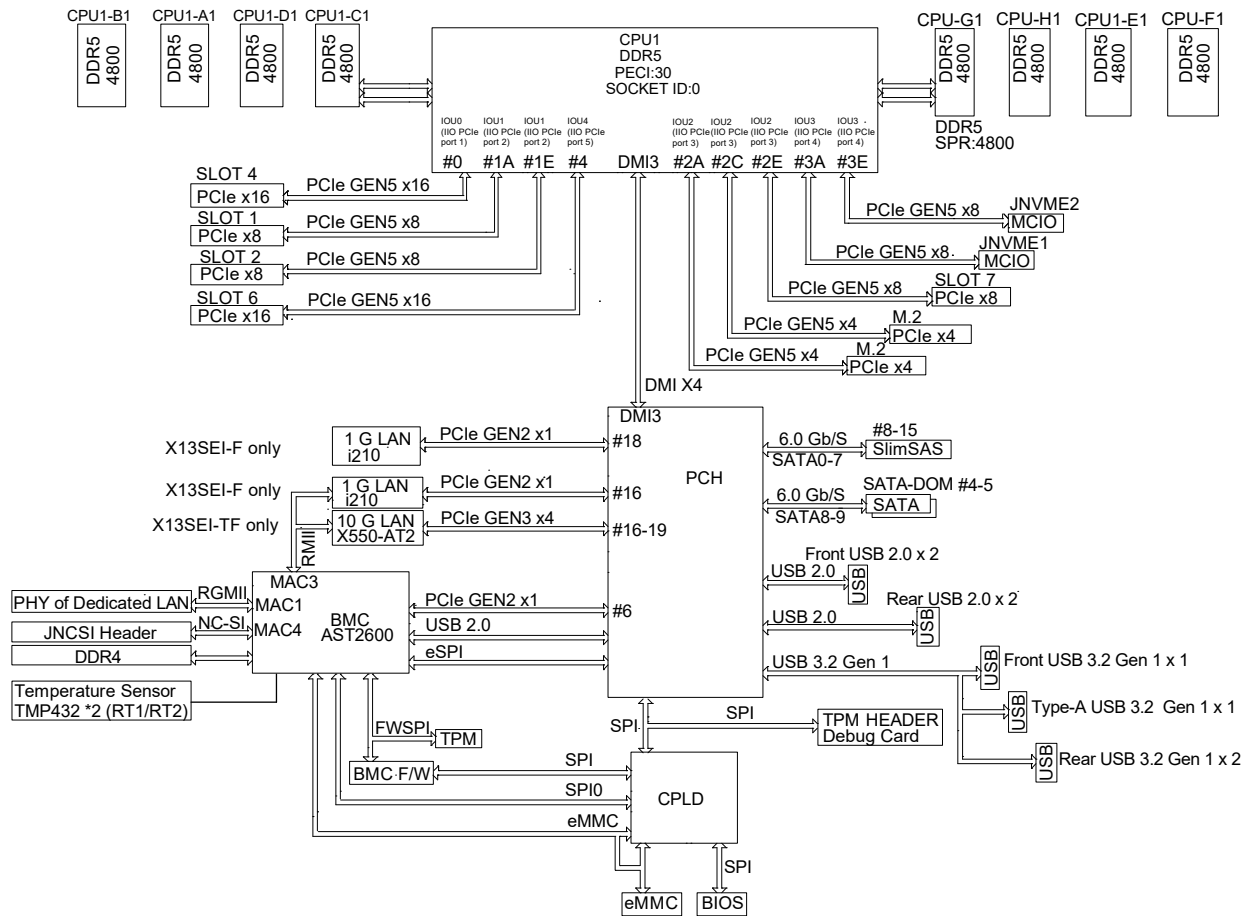 CPU1-B1
DDR5
4800
CPU1-A1
DDR5
4800
CPU1-D1
DDR5
4800
CPU1-C1
DDR5
4800
CPU1
DDR5
PECI:30
SOCKET ID:0
CPU-G1
DDR5
4800
DDR5
SPR:4800
CPU-H1
DDR5
4800
CPU1-E1
DDR5
4800
CPU-F1
DDR5
4800
IOU0
(IIO PCIe
port 1)
#0
IOU1
(IIO PCIe
port 2)
#1A
IOU1
(IIO PCIe
port 2)
#1E
IOU4
(IIO PCIe
port 5)
#4
DMI3
IOU2
(IIO PCIe
port 3)
#2A
IOU2
(IIO PCIe
port 3)
#2C
IOU2
(IIO PCIe
port 3)
#2E
IOU3
(IIO PCIe
port 4)
#3A
IOU3
(IIO PCIe
port 4)
#3E
SLOT 4
PCIe x16
PCIe GEN5 x16
SLOT 1
PCIe x8
PCIe GEN5 x8
SLOT 2
PCIe x8
PCIe GEN5 x8
SLOT 6
PCIe x16
PCIe GEN5 x16
PCIe GEN5 x8
JNVME2
MCIO
PCIe GEN5 x8
JNVME1
MCIO
PCIe GEN5 x8
SLOT 7
PCIe x8
PCIe GEN5 x4
M.2
PCIe x4
PCIe GEN5 x4
M.2
PCIe x4
DMI X4
DMI3
PCH
X13SEI-F only
1 G LAN
i210
PCIe GEN2 x1
#18
X13SEI-F only
1 G LAN
i210
PCIe GEN2 x1
#16
X13SEI-TF only
10 G LAN
X550-AT2
PCIe GEN3 x4
#16-19
RMII
6.0 Gb/S
SATA0-7
#8-15
SlimSAS
6.0 Gb/S
SATA8-9
SATA-DOM #4-5
SATA
Front USB 2.0 x 2
USB 2.0
USB
Rear USB 2.0 x 2
USB 2.0
USB
USB 3.2 Gen 1
USB
Front USB 3.2 Gen 1 x 1
USB
Type-A USB 3.2 Gen 1 x 1
USB
Rear USB 3.2 Gen 1 x 2
MAC3
MAC1
MAC4
BMC
AST2600
PHY of Dedicated LAN
RGMII
JNCSI Header
NC-SI
DDR4
Temperature Sensor
TMP432 *2 (RT1/RT2)
PCIe GEN2 x1
#6
USB 2.0
eSPI
FWSPI
TPM
BMC F/W
SPI
SPI0
eMMC
SPI
SPI
TPM HEADER
Debug Card
CPLD
SPI
eMMC
BIOS